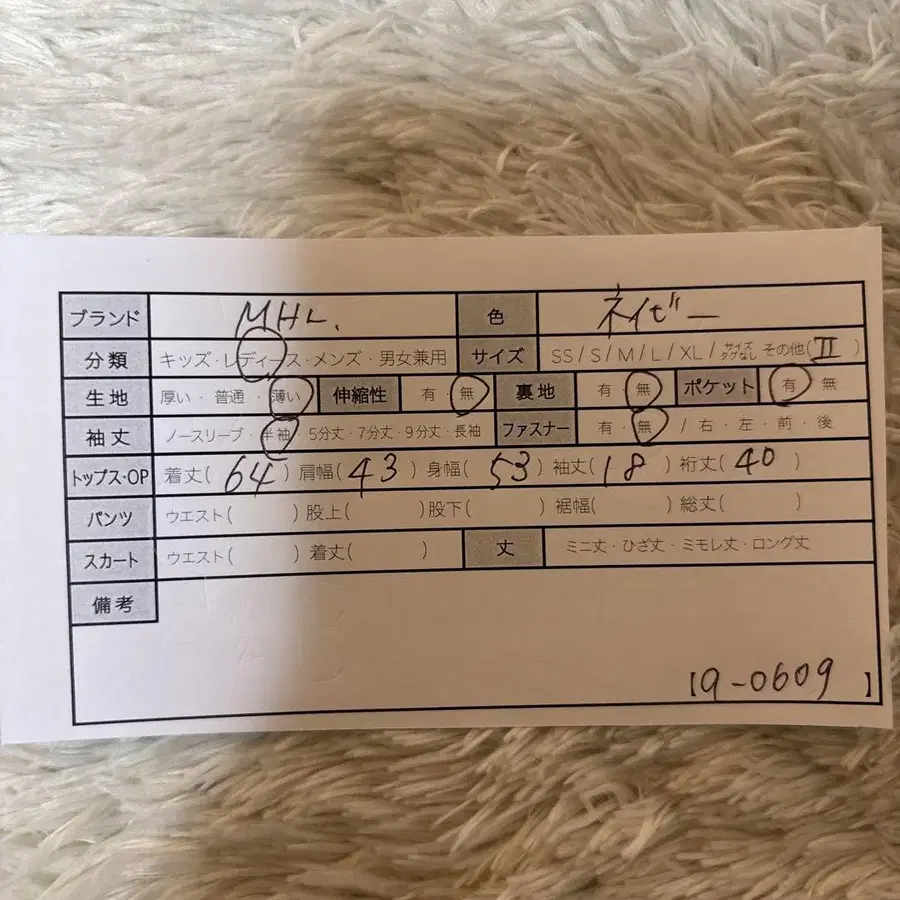 ブランド MHL. 色 ネイビー
分類 キッズ・レディース・メンズ・男女兼用 サイズ SS/S/M/L/XL/サイズタグなし その他(Ⅱ)
生地 厚い・普通・薄い 伸縮性 有・無 裏地 有・無 ポケット 有・無
袖丈 ノースリーブ・半袖・5分丈・7分丈・9分丈・長袖 ファスナー 有・無/右・左・前・後
トップス・OP 着丈(64)肩幅(43)身幅(53)袖丈(18)裄丈(40)
パンツ ウエスト( )股上( )股下( )裾幅( )総丈( )
スカート ウエスト( )着丈( ) 丈 ミニ丈・ひざ丈・ミモレ丈・ロング丈
備考
【9-0609】